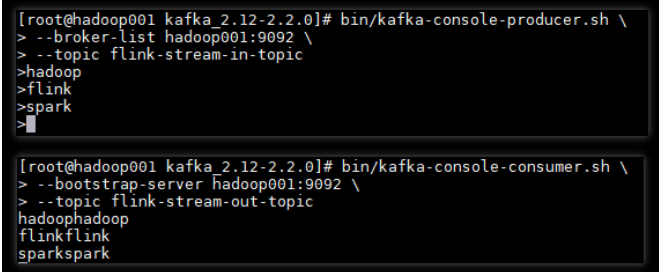 [root@hadoop001 kafka_2.12-2.2.0]# bin/kafka-console-producer.sh \
> --broker-list hadoop001:9092 \
> --topic flink-stream-in-topic
>hadoop
>flink
>spark
>
[root@hadoop001 kafka_2.12-2.2.0]# bin/kafka-console-consumer.sh \
> --bootstrap-server hadoop001:9092 \
> --topic flink-stream-out-topic
hadoophadoop
flinkflink
sparkspark